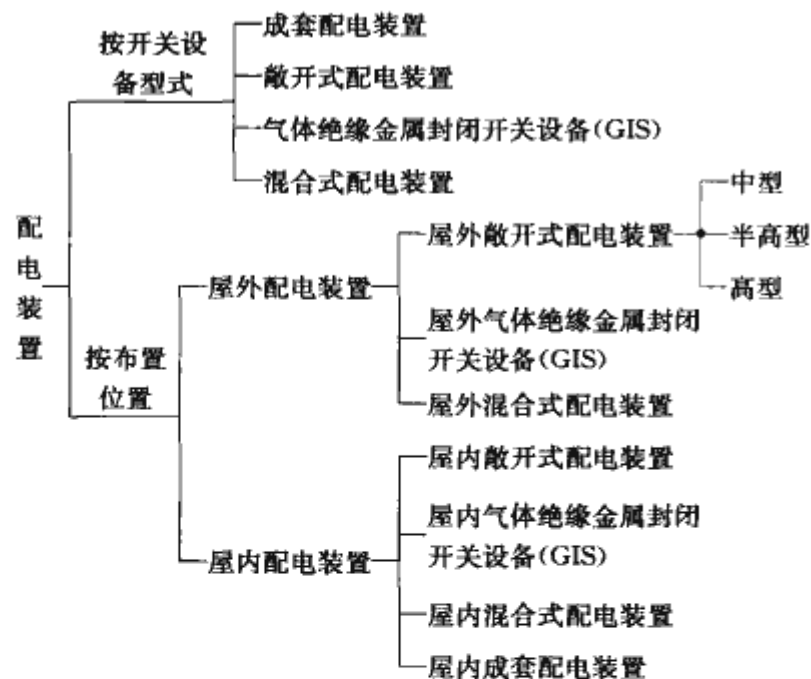 配电装置
按开关设
备型式
成套配电装置
敞开式配电装置
气体绝缘金属封闭开关设备(GIS)
混合式配电装置
按布置
位置
屋外配电装置
屋外敞开式配电装置
中型
半高型
高型
屋外气体绝缘金属封闭
开关设备(GIS)
屋外混合式配电装置
屋内配电装置
屋内敞开式配电装置
屋内气体绝缘金属封闭
开关设备(GIS)
屋内混合式配电装置
屋内成套配电装置